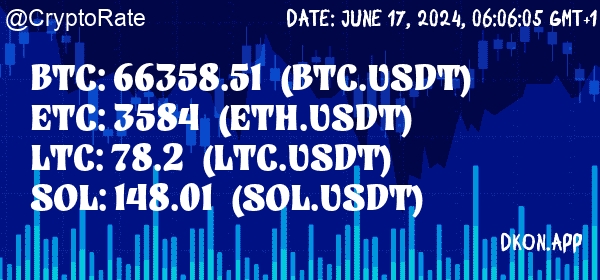 @CryptoRate
DATE: JUNE 17, 2024, 06:06:05 GMT+1
BTC: 66358.51 (BTC.USDT)
ETC: 3584 (ETH.USDT)
LTC: 78.2 (LTC.USDT)
SOL: 148.01 (SOL.USDT)
DKON.APP